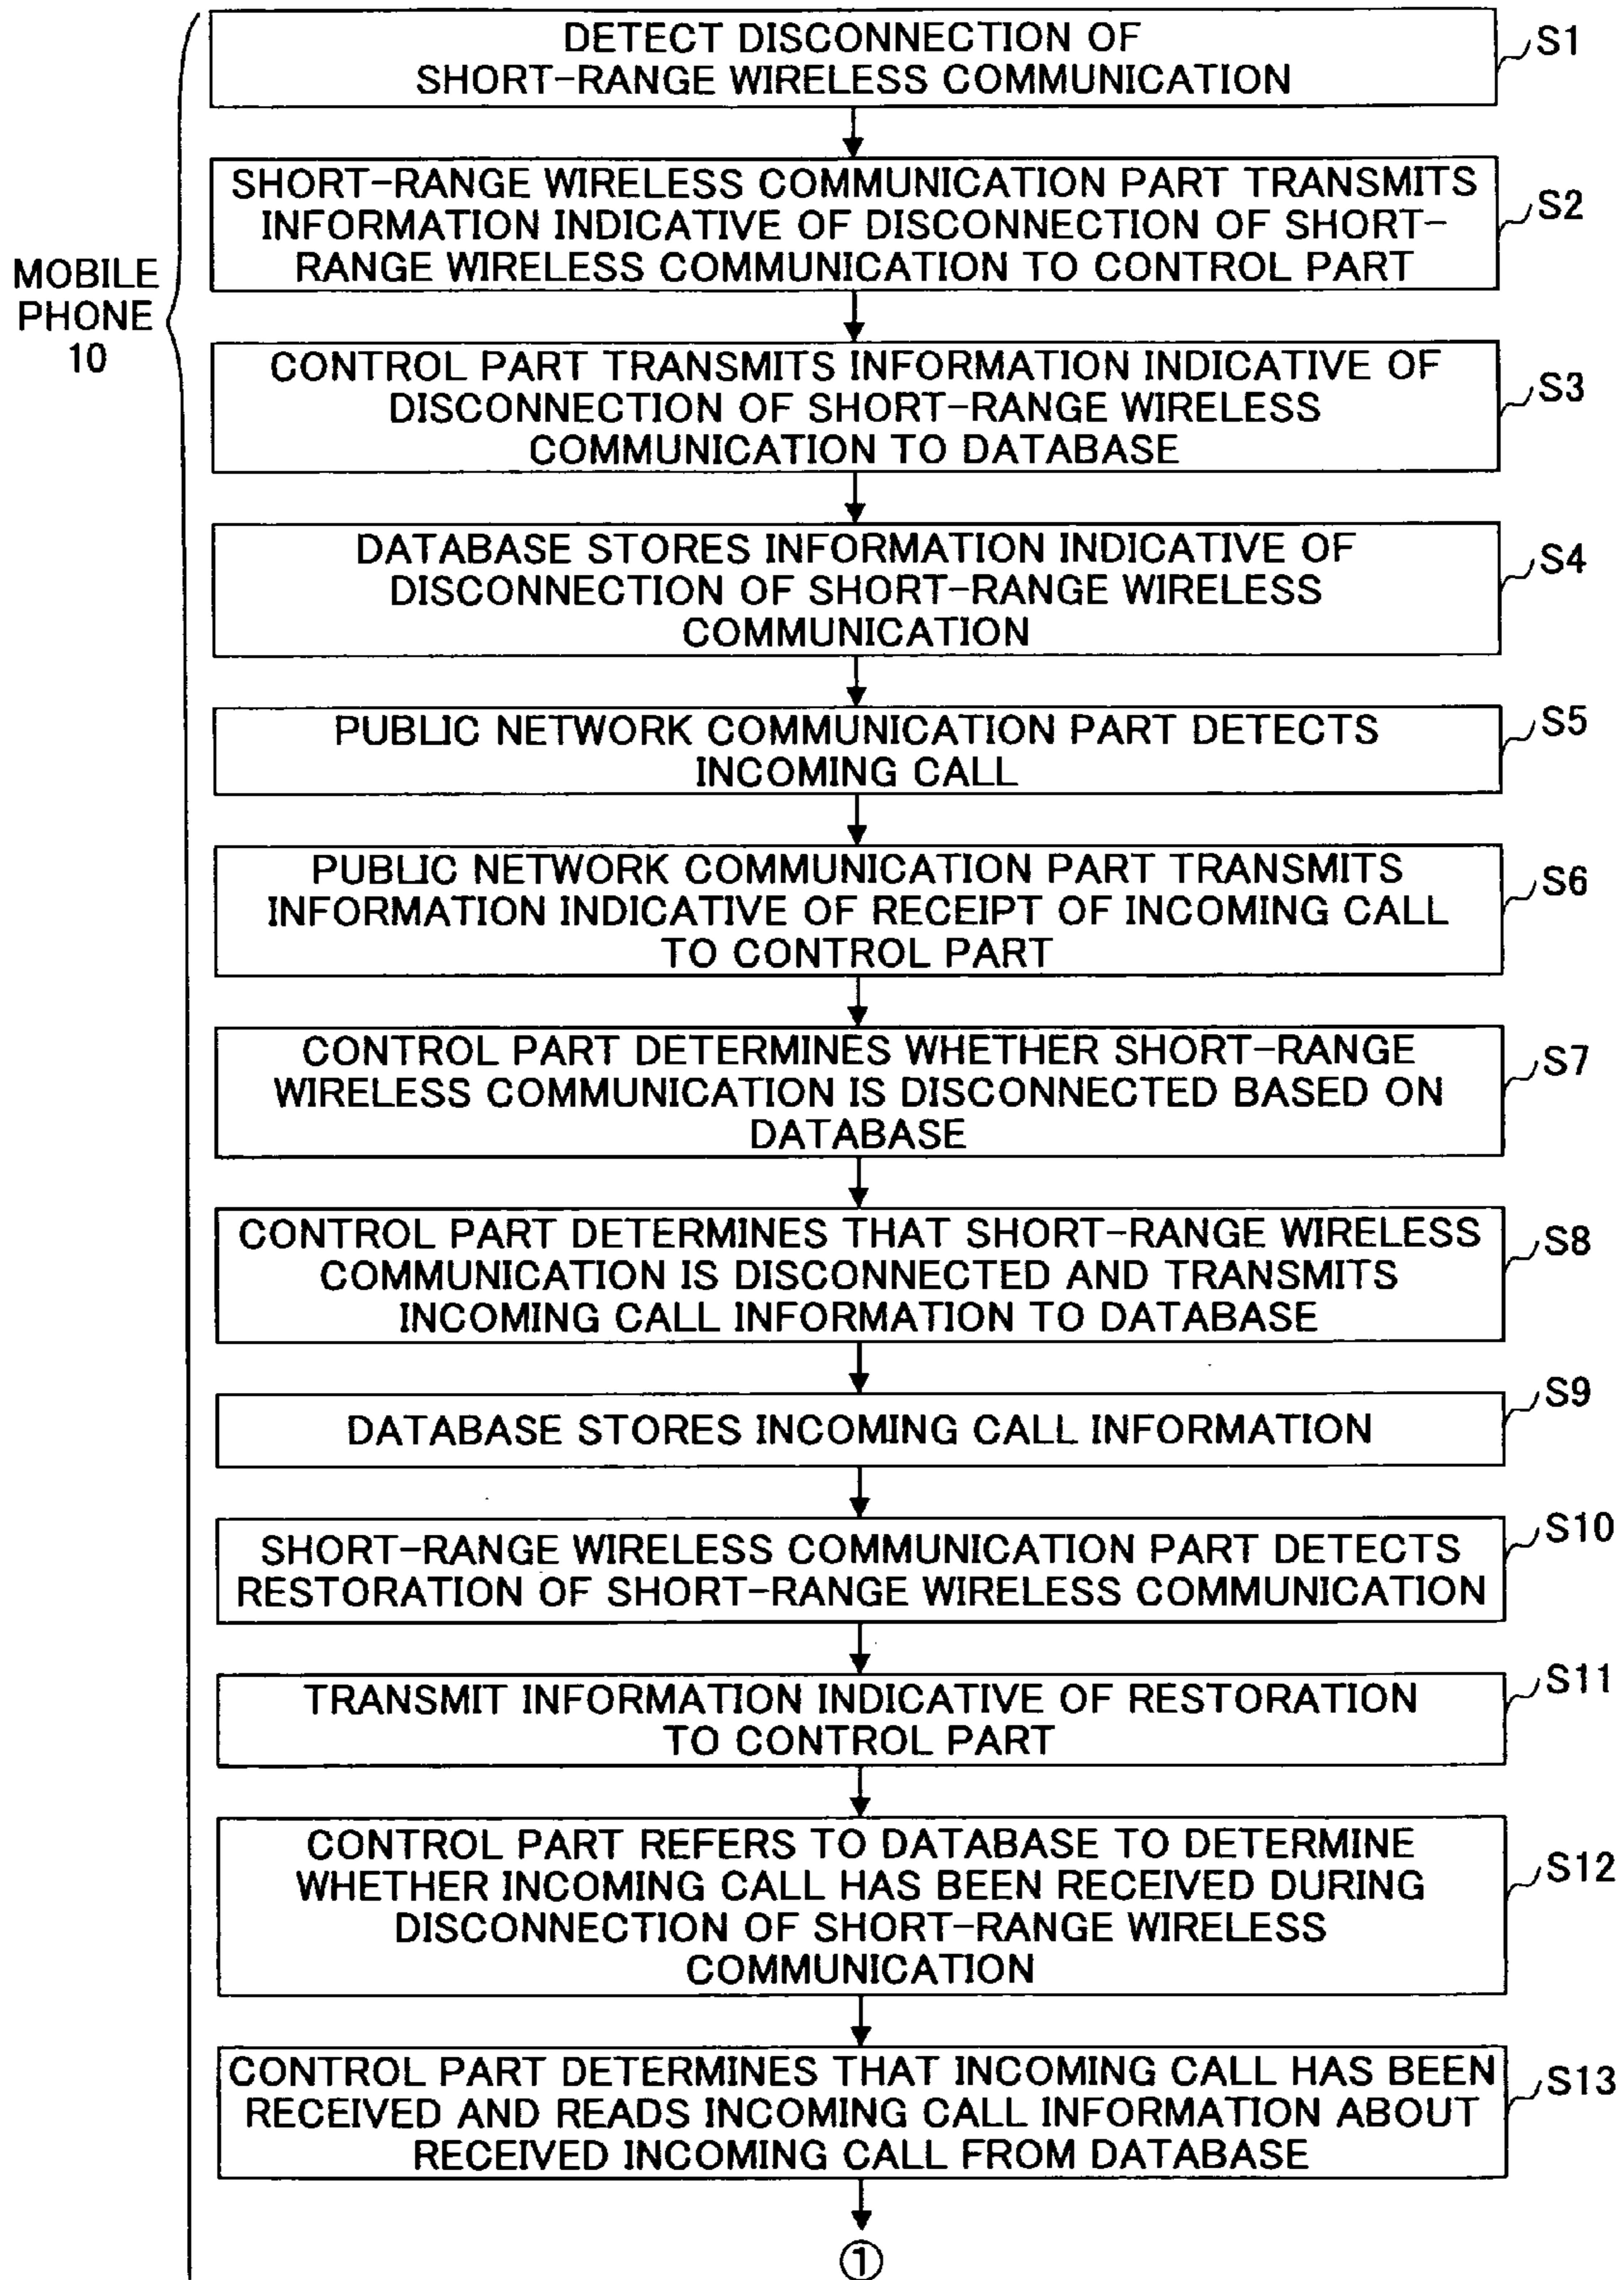 DETECT DISCONNECTION OF
SHORT-RANGE WIRELESS COMMUNICATION
S1
SHORT-RANGE WIRELESS COMMUNICATION PART TRANSMITS
INFORMATION INDICATIVE OF DISCONNECTION OF SHORT-
RANGE WIRELESS COMMUNICATION TO CONTROL PART
S2
MOBILE
PHONE
10
CONTROL PART TRANSMITS INFORMATION INDICATIVE OF
DISCONNECTION OF SHORT-RANGE WIRELESS
COMMUNICATION TO DATABASE
S3
DATABASE STORES INFORMATION INDICATIVE OF
DISCONNECTION OF SHORT-RANGE WIRELESS
COMMUNICATION
S4
PUBLIC NETWORK COMMUNICATION PART DETECTS
INCOMING CALL
S5
PUBLIC NETWORK COMMUNICATION PART TRANSMITS
INFORMATION INDICATIVE OF RECEIPT OF INCOMING CALL
TO CONTROL PART
S6
CONTROL PART DETERMINES WHETHER SHORT-RANGE
WIRELESS COMMUNICATION IS DISCONNECTED BASED ON
DATABASE
S7
CONTROL PART DETERMINES THAT SHORT-RANGE WIRELESS
COMMUNICATION IS DISCONNECTED AND TRANSMITS
INCOMING CALL INFORMATION TO DATABASE
S8
DATABASE STORES INCOMING CALL INFORMATION
S9
SHORT-RANGE WIRELESS COMMUNICATION PART DETECTS
RESTORATION OF SHORT-RANGE WIRELESS COMMUNICATION
S10
TRANSMIT INFORMATION INDICATIVE OF RESTORATION
TO CONTROL PART
S11
CONTROL PART REFERS TO DATABASE TO DETERMINE
WHETHER INCOMING CALL HAS BEEN RECEIVED DURING
DISCONNECTION OF SHORT-RANGE WIRELESS
COMMUNICATION
S12
CONTROL PART DETERMINES THAT INCOMING CALL HAS BEEN
RECEIVED AND READS INCOMING CALL INFORMATION ABOUT
RECEIVED INCOMING CALL FROM DATABASE
S13
①